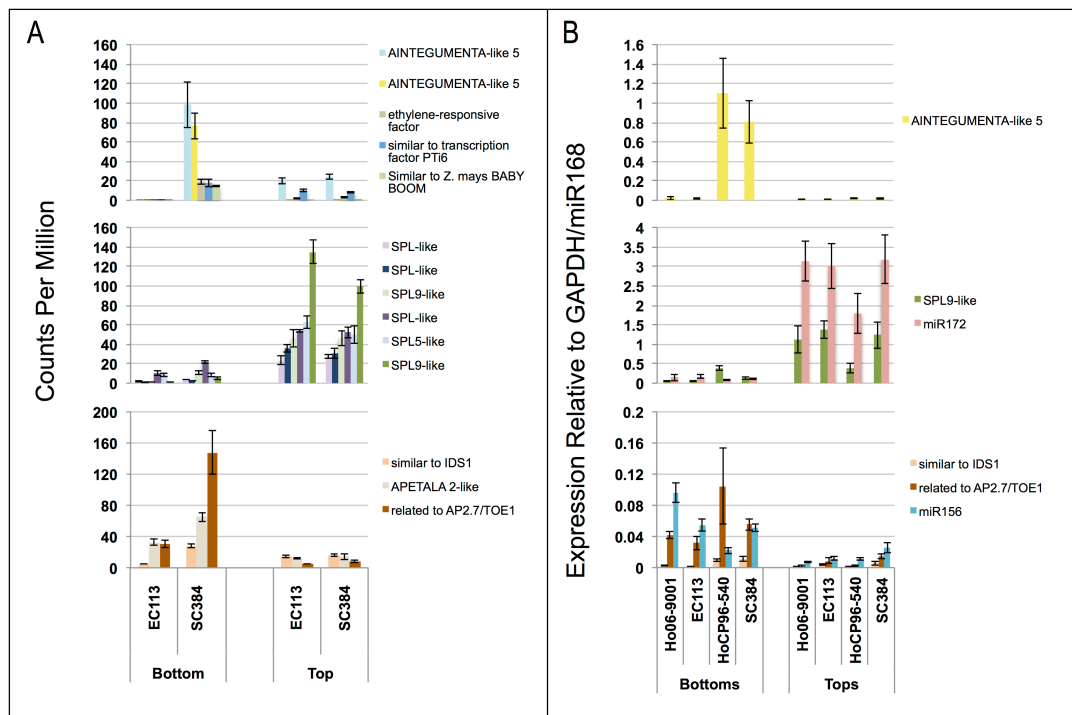 A
Counts Per Million
160
140
120
100
80
60
40
20
0
AINTEGUMENTA-like 5
AINTEGUMENTA-like 5
ethylene-responsive
factor
similar to transcription
factor PTi6
Similar to Z. mays BABY
BOOM
160
140
120
100
80
60
40
20
0
SPL-like
SPL-like
SPL9-like
SPL-like
SPL5-like
SPL9-like
200
160
120
80
40
0
similar to IDS1
APETALA 2-like
related to AP2.7/TOE1
EC113
SC384
EC113
SC384
Bottom
Top
B
Expression Relative to GAPDH/miR168
1.6
1.4
1.2
1
0.8
0.6
0.4
0.2
0
AINTEGUMENTA-like 5
4
3.5
3
2.5
2
1.5
1
0.5
0
SPL9-like
miR172
0.2
0.16
0.12
0.08
0.04
0
similar to IDS1
related to AP2.7/TOE1
miR156
Ho06-9001
EC113
HoCP96-540
SC384
Ho06-9001
EC113
HoCP96-540
SC384
Bottoms
Tops